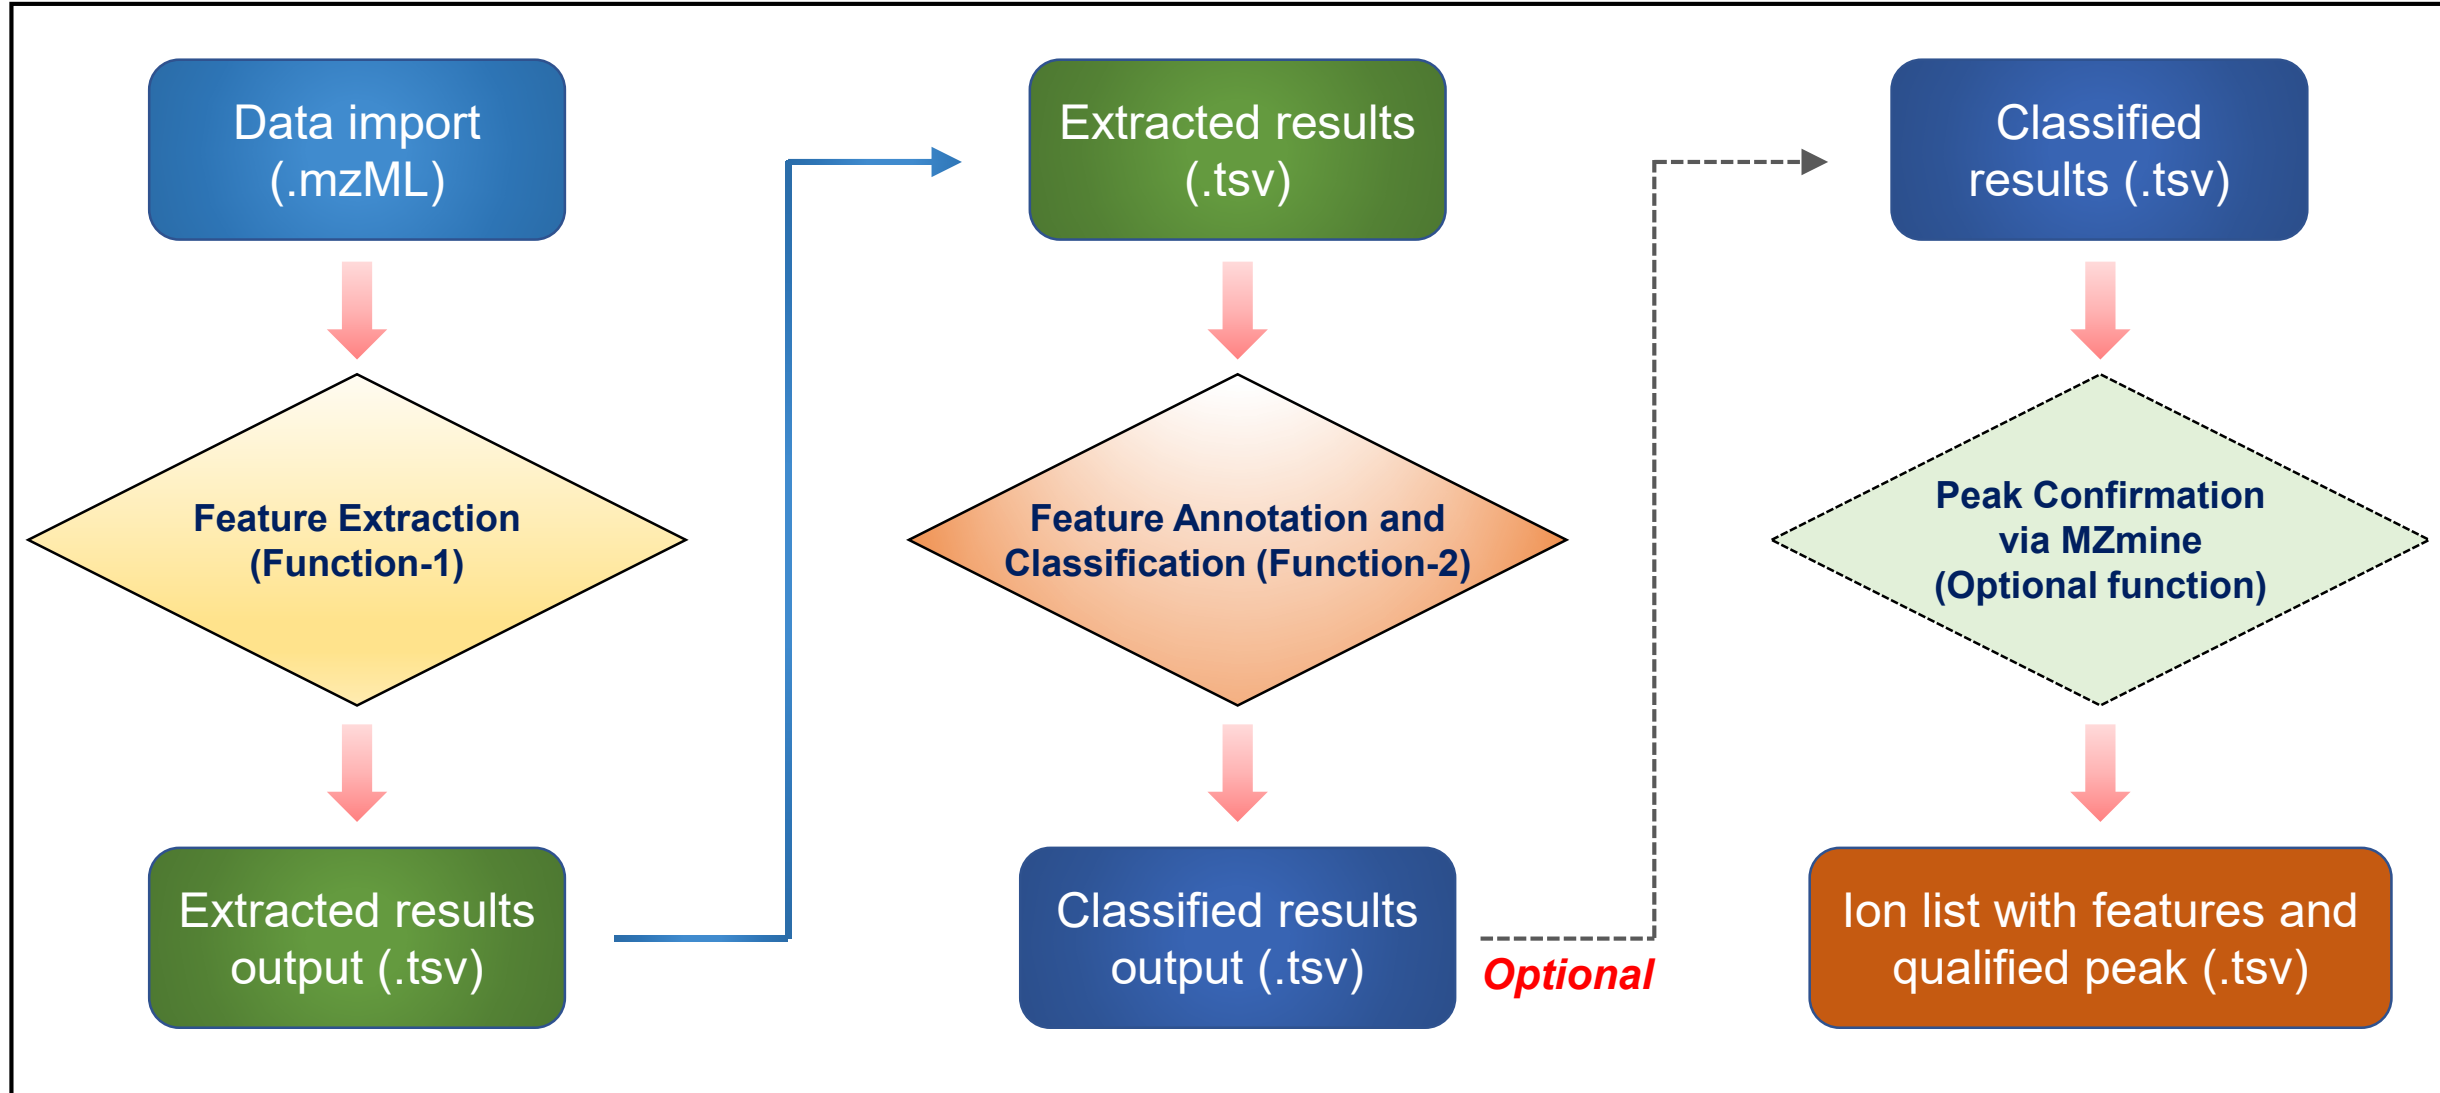 Data import
(.mzML)
Feature Extraction
(Function-1)
Extracted results
output (.tsv)
Extracted results
(.tsv)
Feature Annotation and
Classification (Function-2)
Classified results
output (.tsv)
Optional
Classified
results (.tsv)
Peak Confirmation
via MZmine
(Optional function)
Ion list with features and
qualified peak (.tsv)